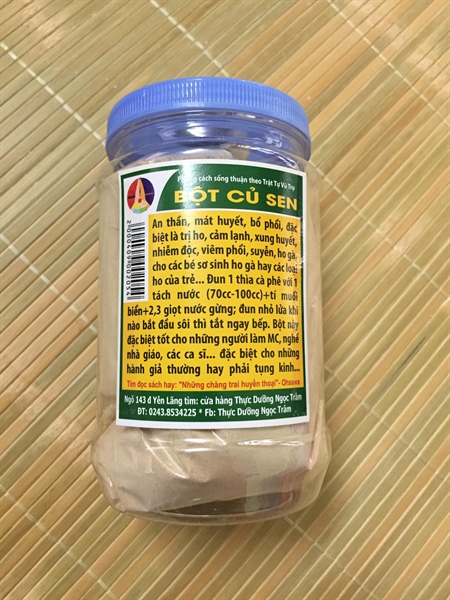 Phong cách sống thuận theo Trật Tự Vũ Trụ
BỘT CỦ SEN
An thần, mát huyết, bổ phổi, đặc
biệt là trị ho, cảm lạnh, xung huyết,
nhiễm độc, viêm phổi, suyễn, ho gà,
cho các bé sơ sinh ho gà hay các loại
ho của trẻ... Đun 1 thìa cà phê với 1
tách nước (70cc-100cc)+tí muối
biển+2,3 giọt nước gừng; đun nhỏ lửa khi
nào bắt đầu sôi thì tắt ngay bếp. Bột này
đặc biệt tốt cho những người làm MC, nghề
nhà giáo, các ca sĩ... đặc biệt cho những
hành giả thường hay phải tụng kinh...
Tìm đọc sách hay: "Những chàng trai huyền thoại" - Ohsawa
Ngõ 143 đ Yên Lãng tìm: cửa hàng Thực Dưỡng Ngọc Trâm
ĐT: 0243.8534225 * Fb: Thực Dưỡng Ngọc Trâm